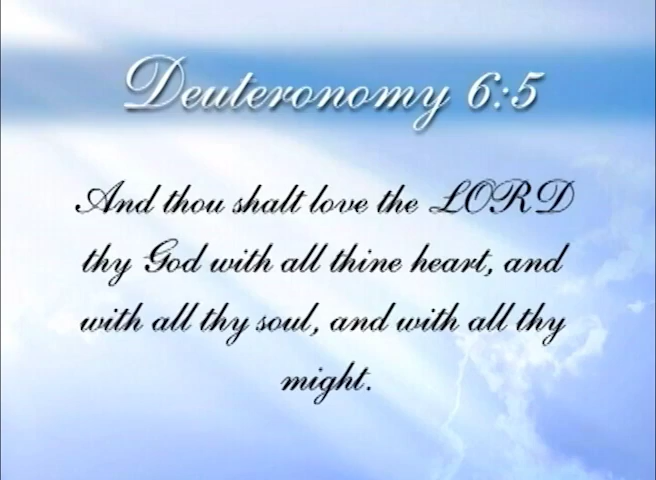 Deuteronomy 6:5
And thou shalt love the LORD
thy God with all thine heart, and
with all thy soul, and with all thy
might.